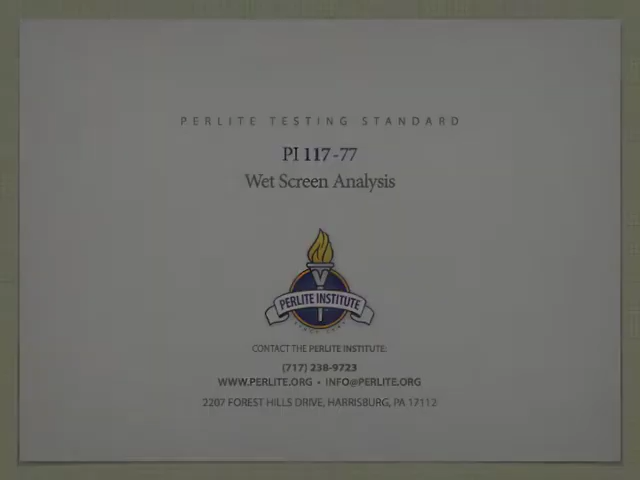 PERLITE TESTING STANDARD
PI 117-77
Wet Screen Analysis
PERLITE INSTITUTE
CONTACT THE PERLITE INSTITUTE:
(717) 238-9723
WWW.PERLITE.ORG • INFO@PERLITE.ORG
2207 FOREST HILLS DRIVE, HARRISBURG, PA 17112